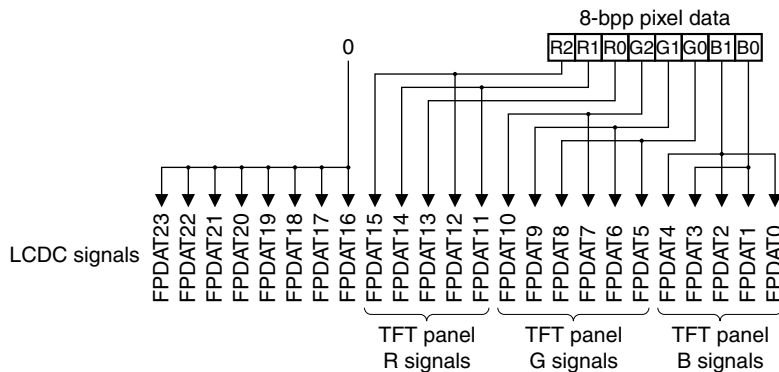 8-bpp pixel data
0
R2 R1 R0 G2 G1 G0 B1 B0
LCDC signals
FPDAT23
FPDAT22
FPDAT21
FPDAT20
FPDAT19
FPDAT18
FPDAT17
FPDAT16
FPDAT15
FPDAT14
FPDAT13
FPDAT12
FPDAT11
FPDAT10
FPDAT9
FPDAT8
FPDAT7
FPDAT6
FPDAT5
FPDAT4
FPDAT3
FPDAT2
FPDAT1
FPDAT0
TFT panel
R signals
TFT panel
G signals
TFT panel
B signals